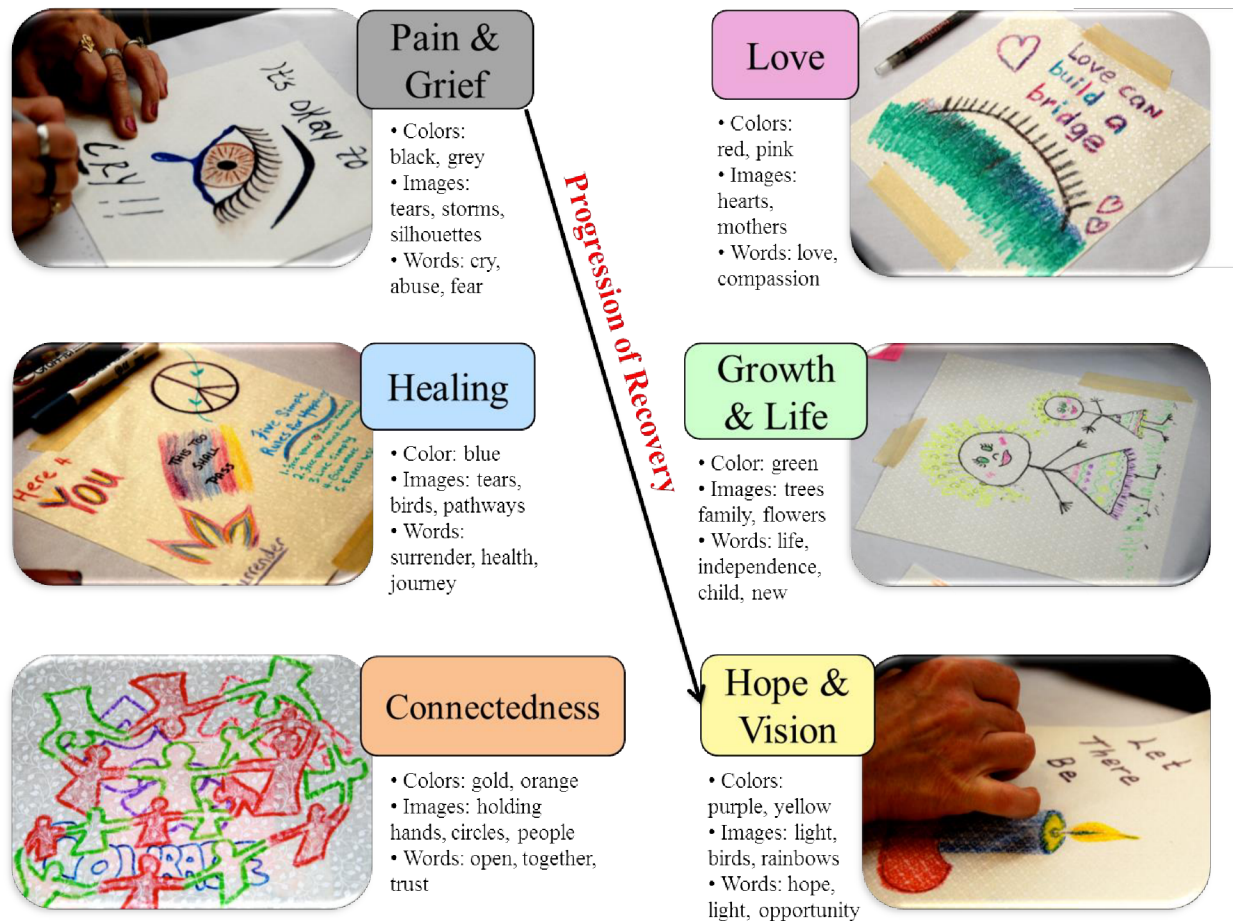 Pain &
Grief
• Colors:
black, grey
• Images:
tears, storms,
silhouettes
• Words: cry,
abuse, fear
It's okay to
CRY!!!
Love
• Colors:
red, pink
• Images:
hearts,
mothers
• Words: love,
compassion
Love can
build a
bridge
Progression of Recovery
Healing
• Color: blue
• Images: tears,
birds, pathways
• Words:
surrender, health,
journey
Here 4
You
THIS TOO
SHALL
PASS
Five Simple
Rules for Happiness
Surrender
Growth
& Life
• Color: green
• Images: trees
family, flowers
• Words: life,
independence,
child, new
Connectedness
• Colors: gold, orange
• Images: holding
hands, circles, people
• Words: open, together,
trust
Hope &
Vision
• Colors:
purple, yellow
• Images: light,
birds, rainbows
• Words: hope,
light, opportunity
Let
There
Be